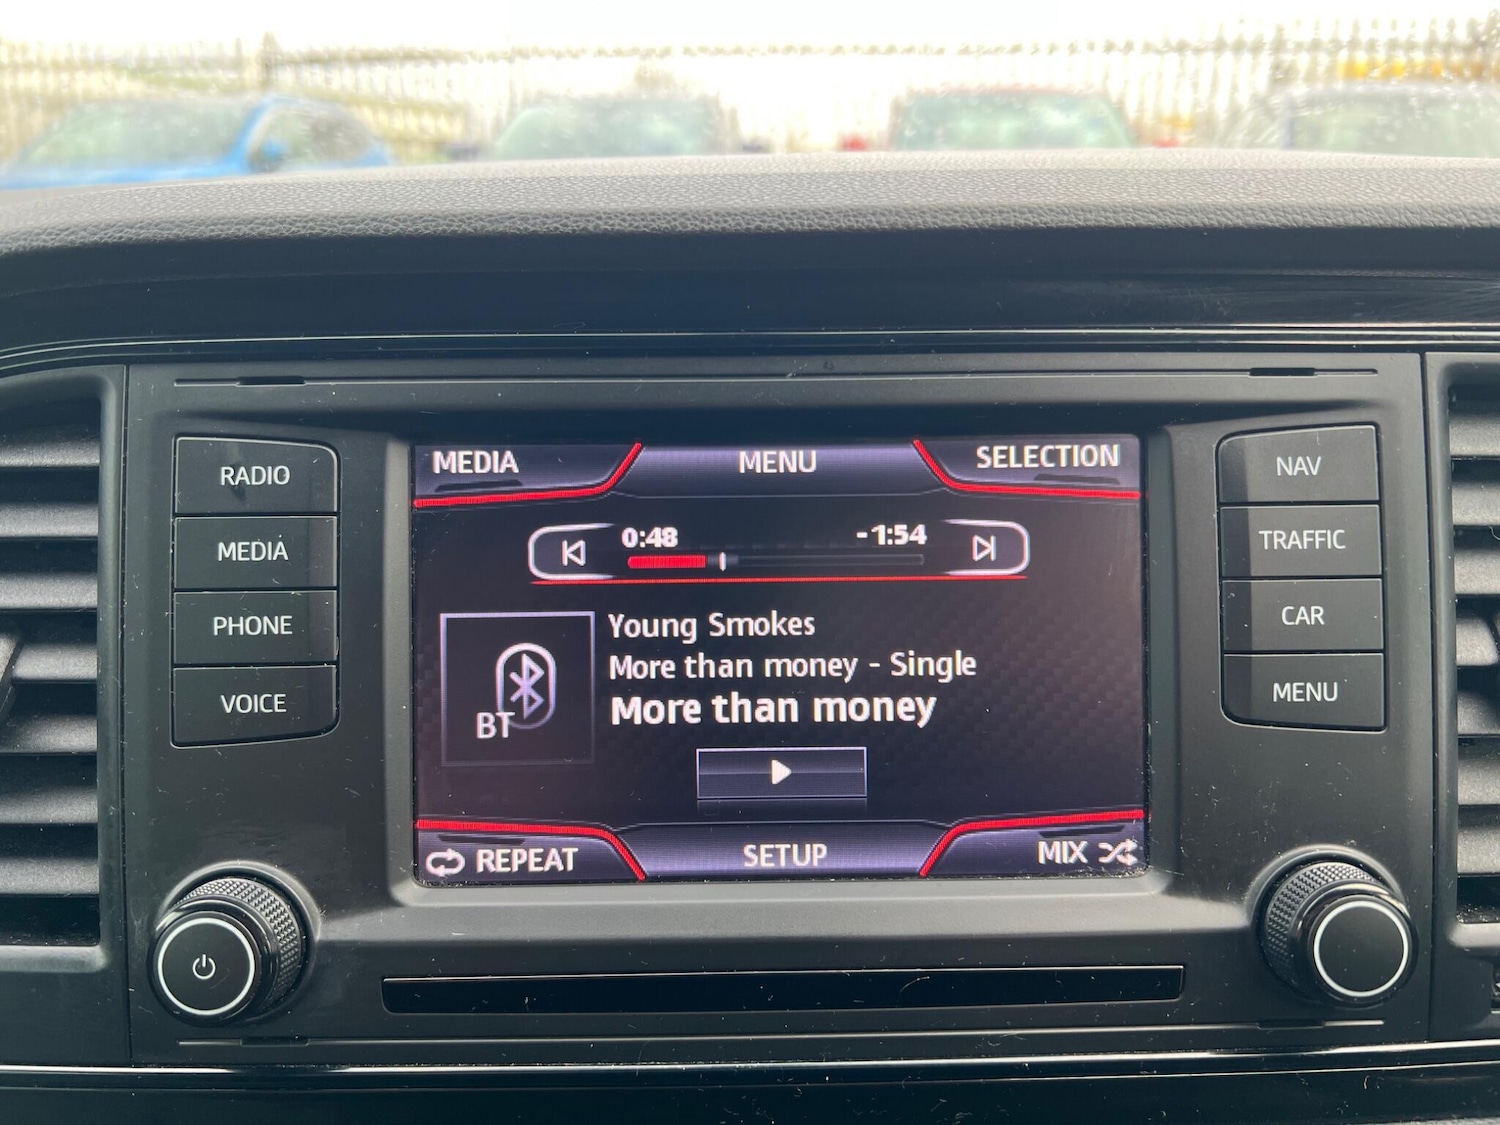 RADIO
MEDIA
PHONE
VOICE
MEDIA
MENU
SELECTION
0:48
-1:54
BT
Young Smokes
More than money - Single
More than money
REPEAT
SETUP
MIX
NAV
TRAFFIC
CAR
MENU